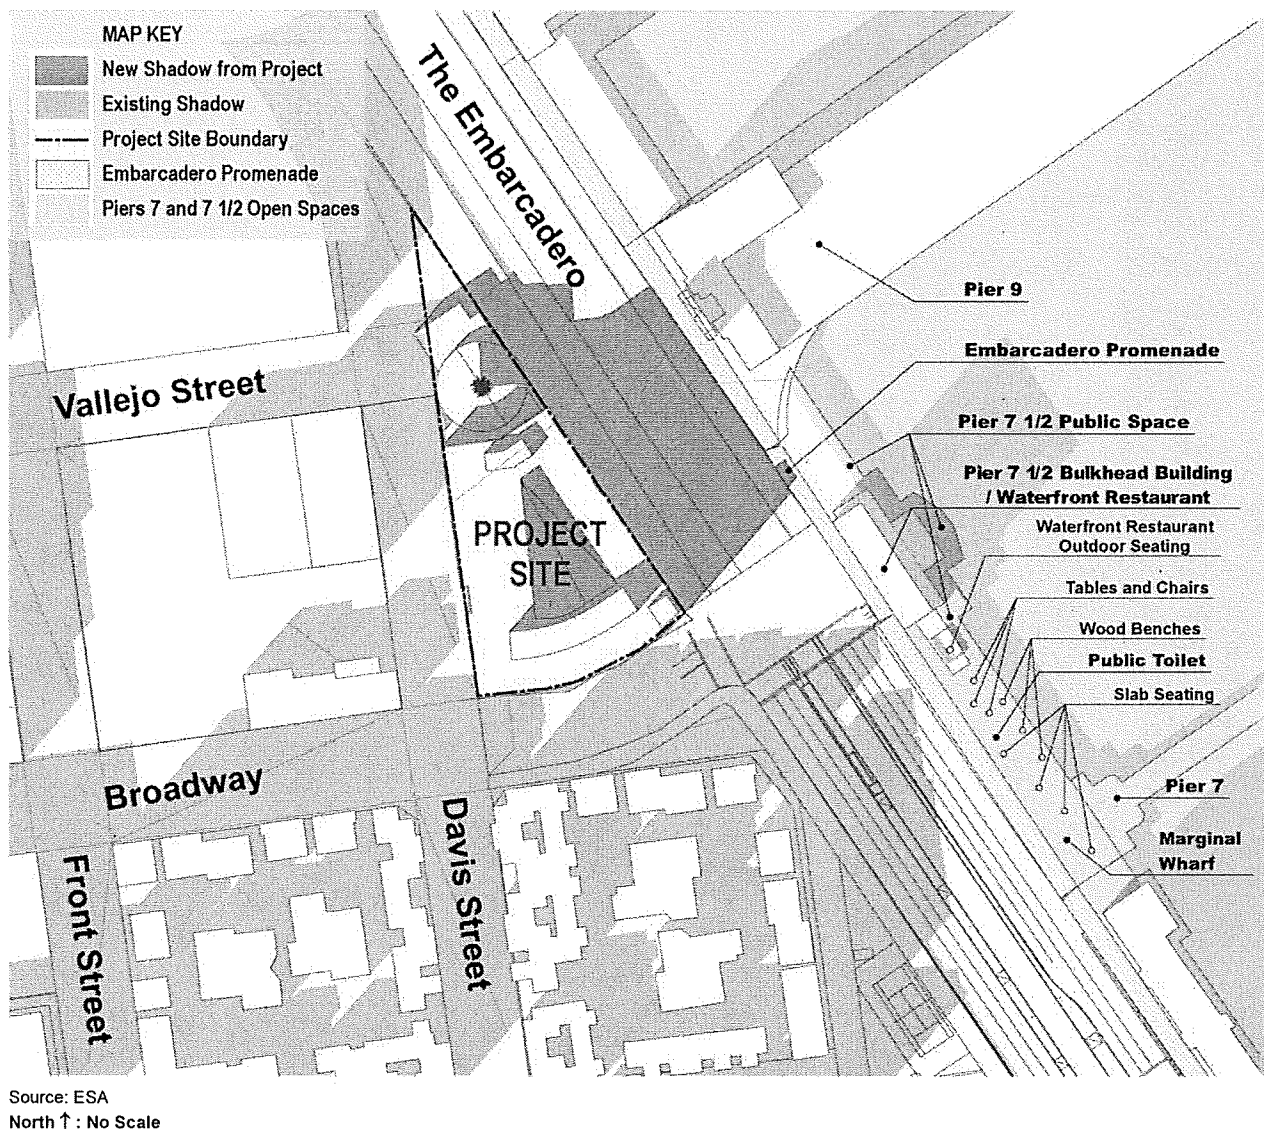 MAP KEY
New Shadow from Project
Existing Shadow
Project Site Boundary
Embarcadero Promenade
Piers 7 and 7 1/2 Open Spaces
The Embarcadero
Pier 9
Embarcadero Promenade
Vallejo Street
Pier 7 1/2 Public Space
Pier 7 1/2 Bulkhead Building
/ Waterfront Restaurant
PROJECT
SITE
Waterfront Restaurant
Outdoor Seating
Tables and Chairs
Wood Benches
Public Toilet
Slab Seating
Broadway
Pier 7
Davis Street
Front Street
Marginal
Wharf
Source: ESA
North ↑ : No Scale